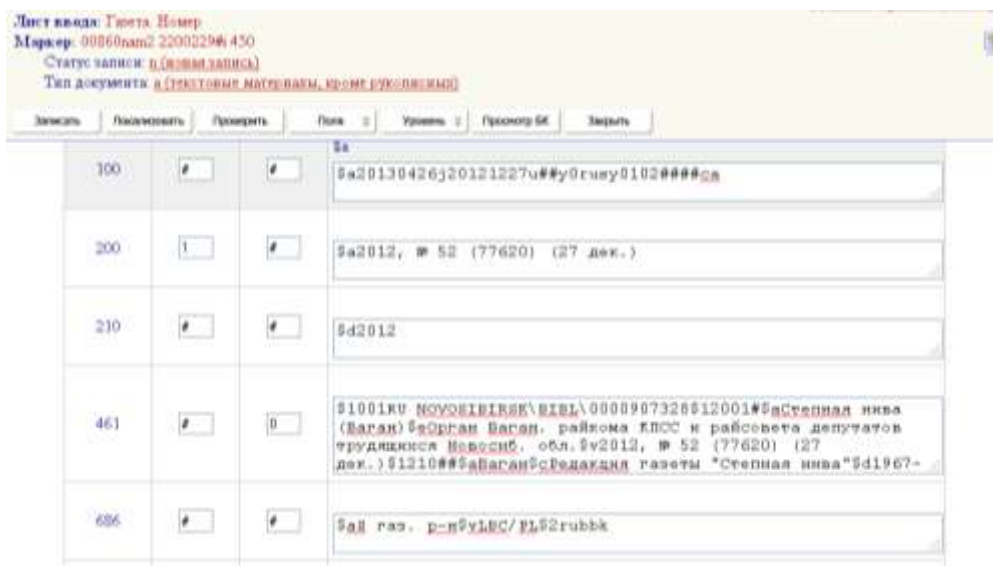 Лист ввода: Газета. Номер
Маркер: 00860nam2 2200229#i 450
Статус записи: n (новая запись)
Тип документа: a (текстовые материалы, кроме рукописных)
Записать Локализовать Проверить Поля Уровень Просмотр БК Закрыть
$a
100 # # $a20130426j20121227u##y0rusy0102####ca
200 1 # $a2012, № 52 (77620) (27 дек.)
210 # # $d2012
461 # 0 $1001RU NOVOSIBIRSK\BIBL\0000907328$12001#$aСтепная нива
(Баган)$eОрган Баган. райкома КПСС и райсовета депутатов
трудящихся Новосиб. обл.$v2012, № 52 (77620) (27
дек.)$1210##$aБаган$cРедакция газеты "Степная нива"$d1967-
686 # # газ. р-н$vLBC/PL$2rubbk